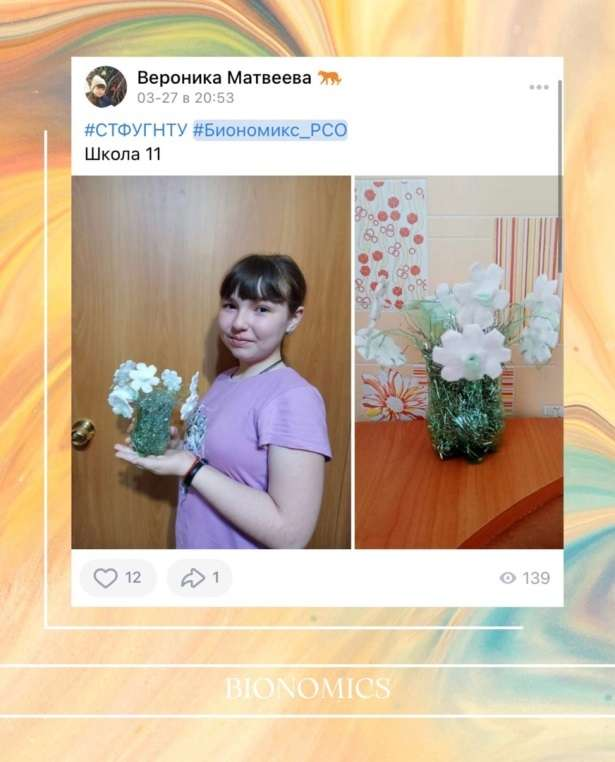 Вероника Матвеева
03-27 в 20:53
#СТФУГНТУ #Биономикс_РСО
Школа 11
12
1
139
BIONOMICS